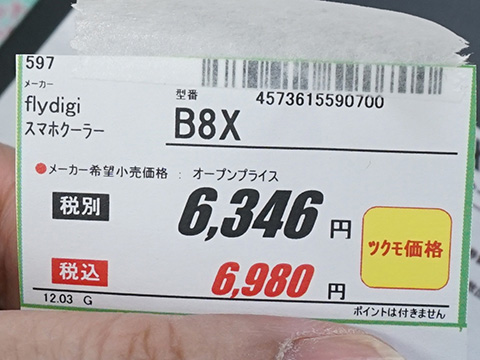 597
メーカー
flydigi
スマホクーラー
型番
4573615590700
B8X
●メーカー希望小売価格 : オープンプライス
税別 6,346 円
ツクモ価格
税込 6,980 円
12.03 G
ポイントは付きません